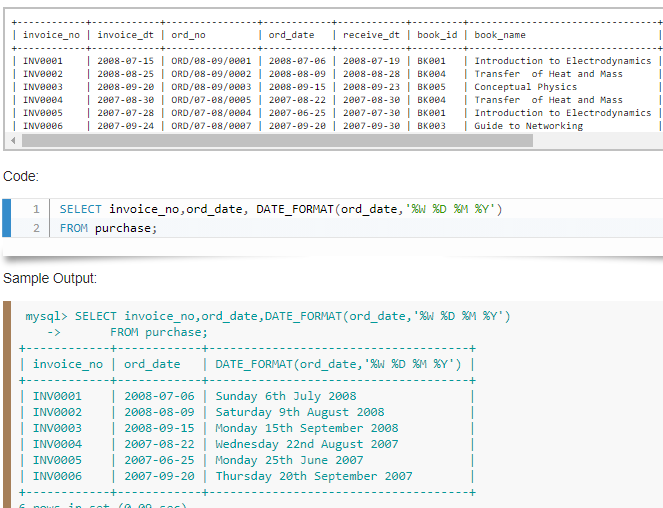 +------------+------------+----------------+------------+------------+---------+---------------------------------+
| invoice_no | invoice_dt | ord_no | ord_date | receive_dt | book_id | book_name |
+------------+------------+----------------+------------+------------+---------+---------------------------------+
| INV0001 | 2008-07-15 | ORD/08-09/0001 | 2008-07-06 | 2008-07-19 | BK001 | Introduction to Electrodynamics |
| INV0002 | 2008-08-25 | ORD/08-09/0002 | 2008-08-09 | 2008-08-28 | BK004 | Transfer  of Heat and Mass |
| INV0003 | 2008-09-20 | ORD/08-09/0003 | 2008-09-15 | 2008-09-23 | BK005 | Conceptual Physics |
| INV0004 | 2007-08-30 | ORD/07-08/0005 | 2007-08-22 | 2007-08-30 | BK004 | Transfer  of Heat and Mass |
| INV0005 | 2007-07-28 | ORD/07-08/0004 | 2007-06-25 | 2007-07-30 | BK001 | Introduction to Electrodynamics |
| INV0006 | 2007-09-24 | ORD/07-08/0007 | 2007-09-20 | 2007-09-30 | BK003 | Guide to Networking |
Code:
1 SELECT invoice_no,ord_date, DATE_FORMAT(ord_date,'%W %D %M %Y')
2 FROM purchase;
Sample Output:
mysql> SELECT invoice_no,ord_date,DATE_FORMAT(ord_date,'%W %D %M %Y')
-> FROM purchase;
+------------+------------+-------------------------------------+
| invoice_no | ord_date | DATE_FORMAT(ord_date,'%W %D %M %Y') |
+------------+------------+-------------------------------------+
| INV0001 | 2008-07-06 | Sunday 6th July 2008 |
| INV0002 | 2008-08-09 | Saturday 9th August 2008 |
| INV0003 | 2008-09-15 | Monday 15th September 2008 |
| INV0004 | 2007-08-22 | Wednesday 22nd August 2007 |
| INV0005 | 2007-06-25 | Monday 25th June 2007 |
| INV0006 | 2007-09-20 | Thursday 20th September 2007 |
+------------+------------+-------------------------------------+
6 rows in set (0.09 sec)